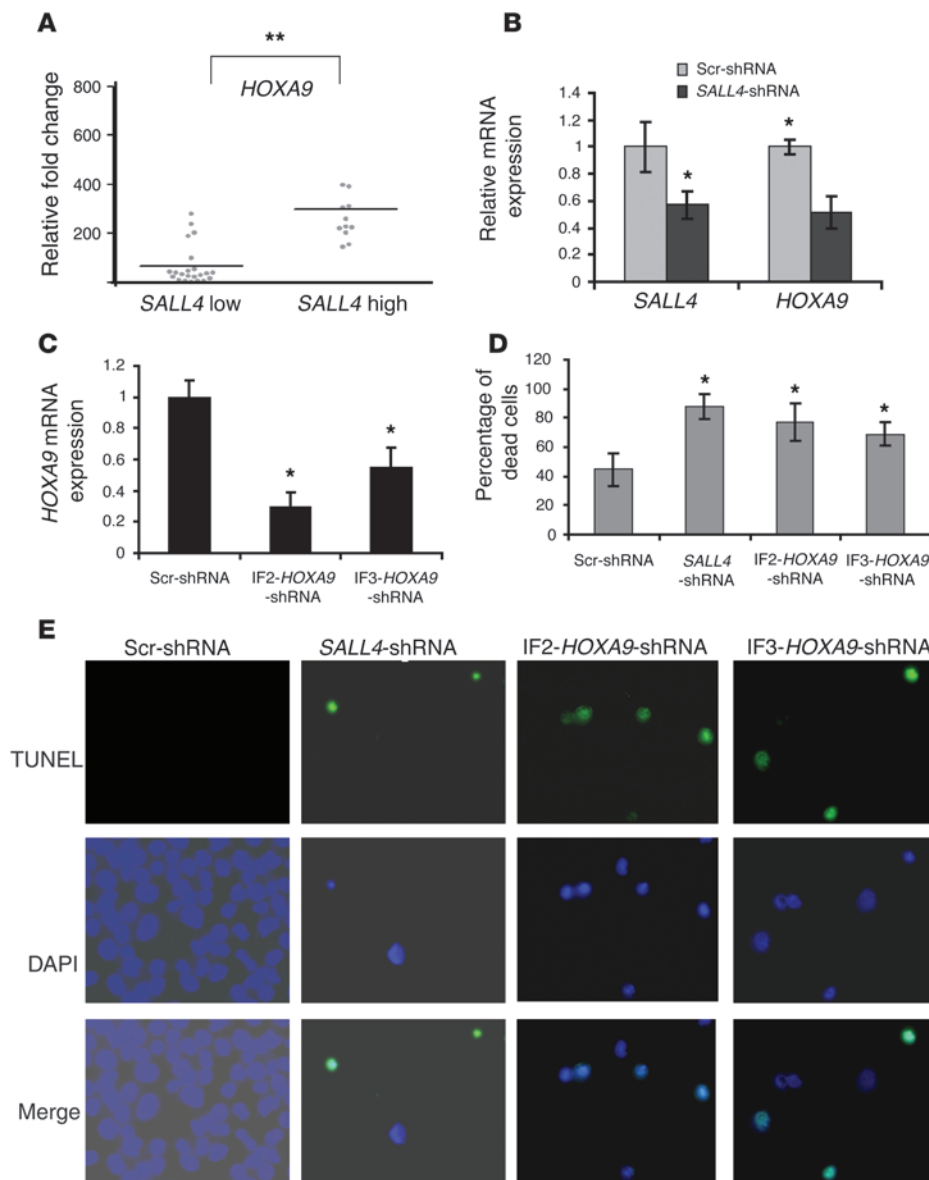 A
**
HOXA9
Relative fold change
800
600
400
200
SALL4 low
SALL4 high
B
Scr-shRNA
SALL4-shRNA
Relative mRNA
expression
1.4
1.2
1
0.8
0.6
0.4
0.2
0
*
*
SALL4
HOXA9
C
HOXA9 mRNA
expression
1.2
1
0.8
0.6
0.4
0.2
0
*
*
Scr-shRNA
IF2-HOXA9
-shRNA
IF3-HOXA9
-shRNA
D
Percentage of
dead cells
120
100
80
60
40
20
0
*
*
*
Scr-shRNA
SALL4
-shRNA
IF2-HOXA9
-shRNA
IF3-HOXA9
-shRNA
E
Scr-shRNA
SALL4-shRNA
IF2-HOXA9-shRNA
IF3-HOXA9-shRNA
TUNEL
DAPI
Merge